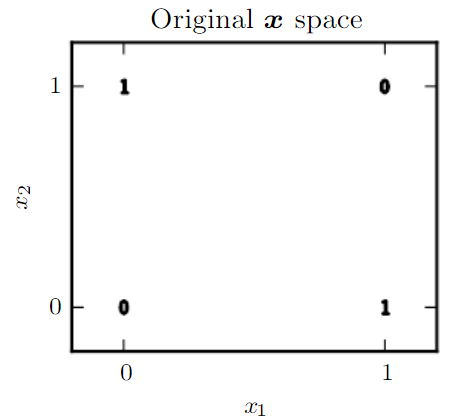 Original x space
1
1 0
x₂
0
0 1
0 1
x₁